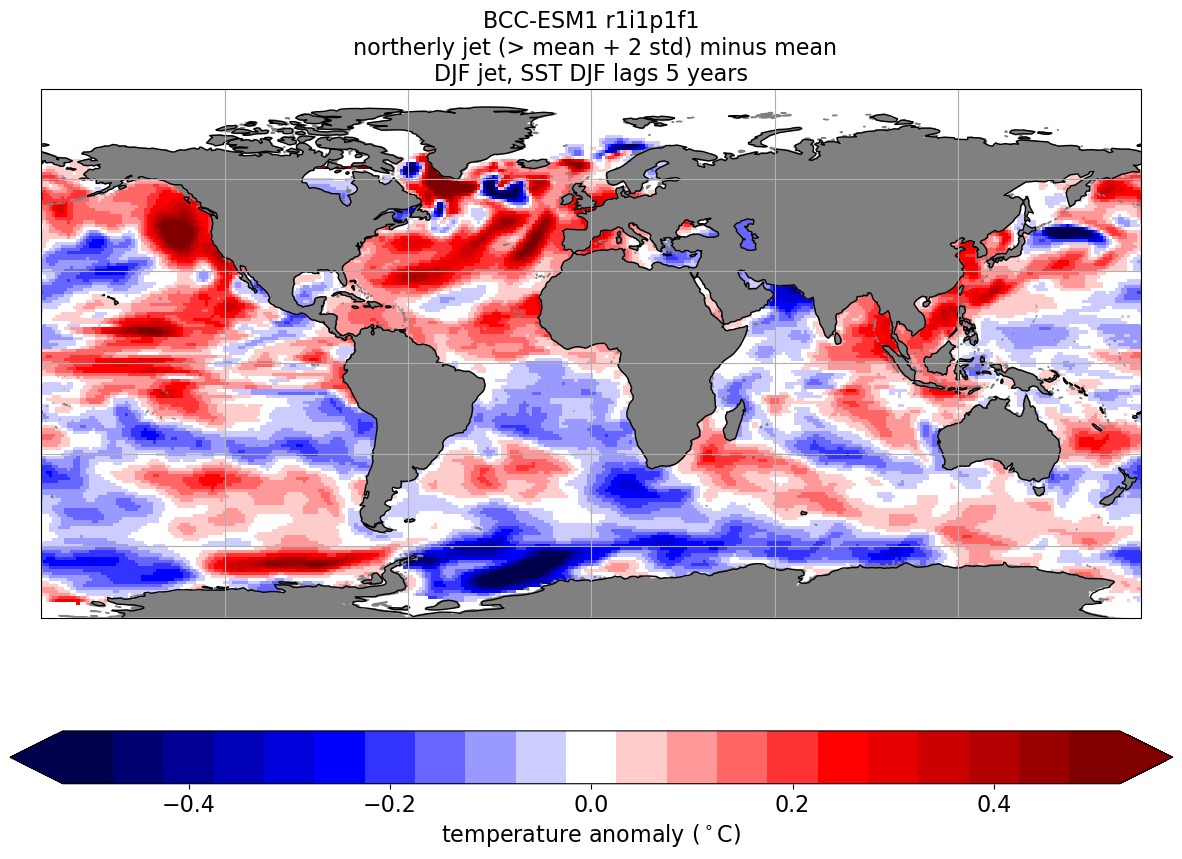 BCC-ESM1 r1i1p1f1
northerly jet (> mean + 2 std) minus mean
DJF jet, SST DJF lags 5 years
−0.4 −0.2 0.0 0.2 0.4
temperature anomaly (°C)